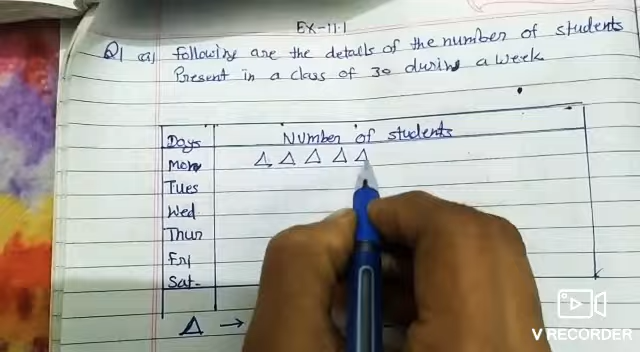 EX-11.1
Q1 (a) following are the details of the number of students
Present in a class of 30 during a week
Days Number of students
Mon Δ Δ Δ Δ Δ
Tues
Wed
Thur
Fri
Sat-
Δ →
V RECORDER